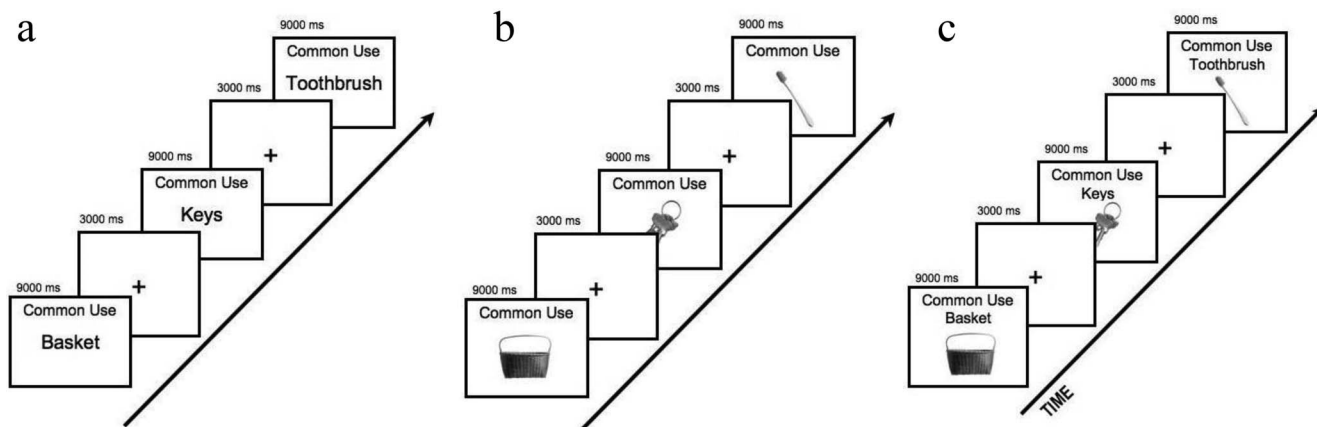 a
9000 ms
Common Use
Toothbrush
3000 ms
+
9000 ms
Common Use
Keys
3000 ms
+
9000 ms
Common Use
Basket
b
9000 ms
Common Use
3000 ms
+
9000 ms
Common Use
3000 ms
+
9000 ms
Common Use
c
9000 ms
Common Use
Toothbrush
3000 ms
+
9000 ms
Common Use
Keys
3000 ms
+
9000 ms
Common Use
Basket
TIME